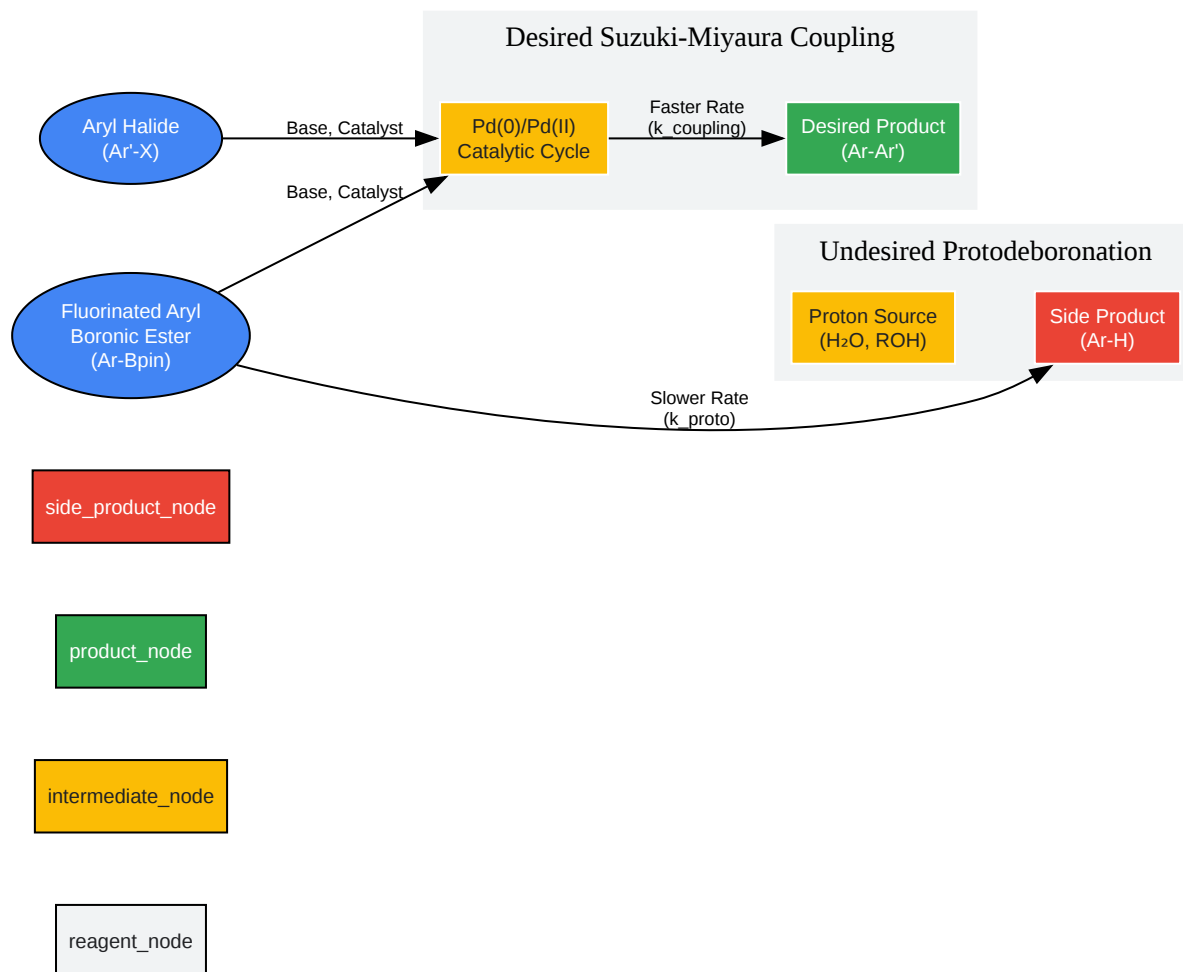 Desired Suzuki-Miyaura Coupling
Aryl Halide
(Ar'-X)
Base, Catalyst
Pd(0)/Pd(II)
Catalytic Cycle
Faster Rate
(k_coupling)
Desired Product
(Ar-Ar')
Base, Catalyst
Undesired Protodeboronation
Fluorinated Aryl
Boronic Ester
(Ar-Bpin)
Proton Source
(H₂O, ROH)
Side Product
(Ar-H)
Slower Rate
(k_proto)
side_product_node
product_node
intermediate_node
reagent_node